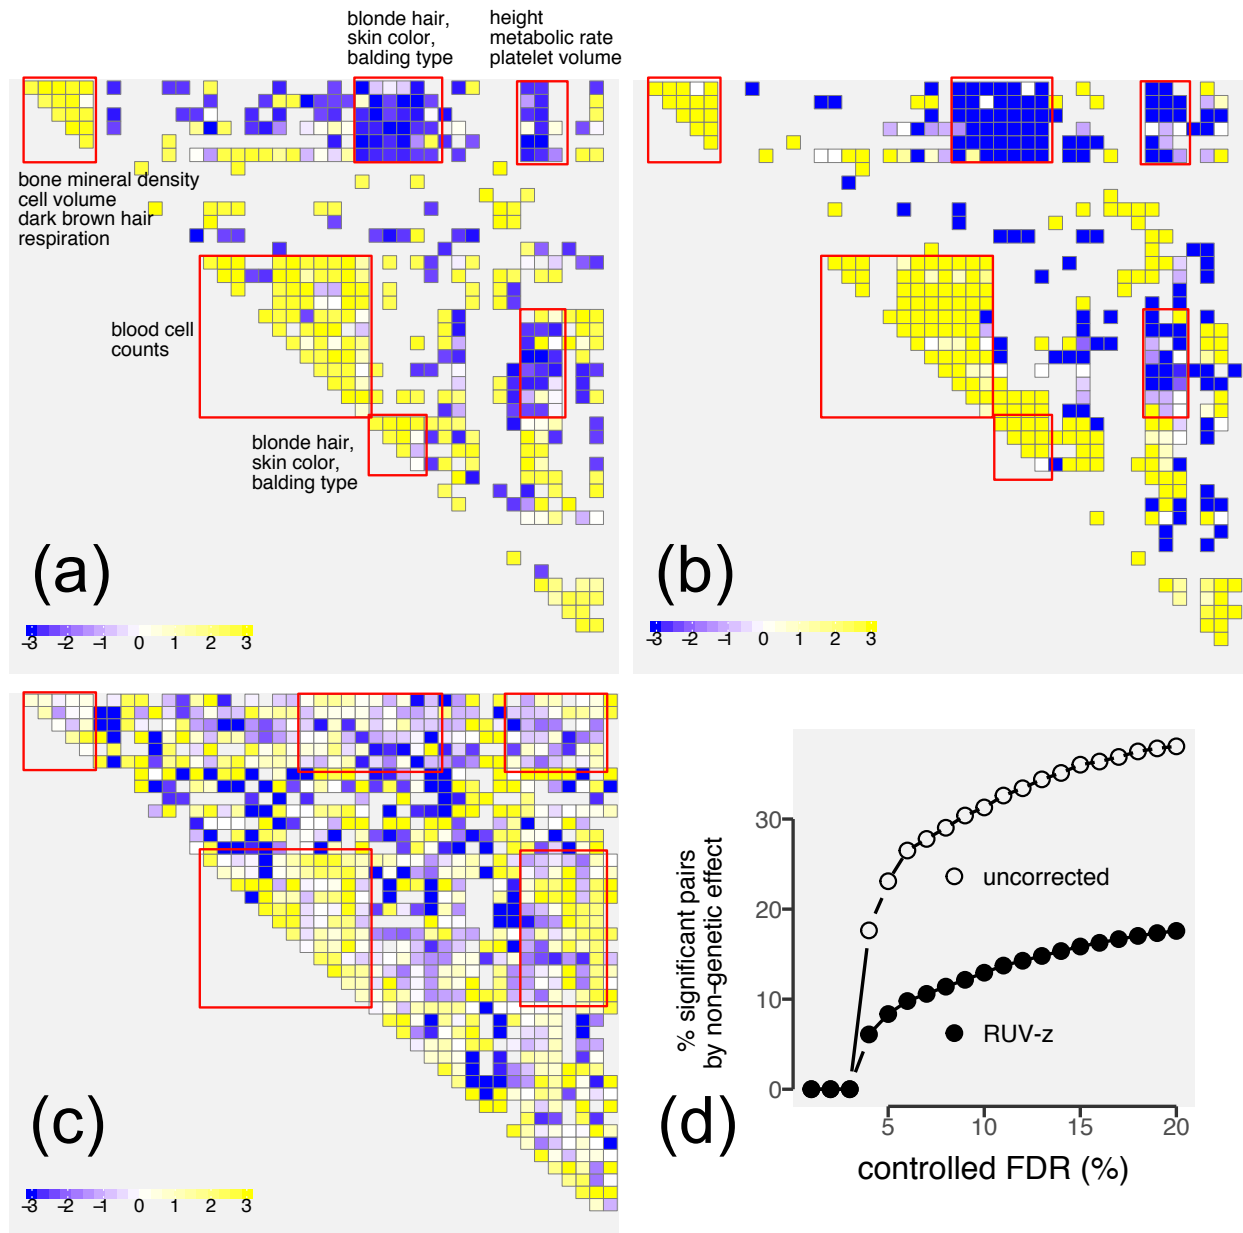 blonde hair,
skin color,
balding type
height
metabolic rate
platelet volume
bone mineral density
cell volume
dark brown hair
respiration
blood cell
counts
blonde hair,
skin color,
balding type
(a)
-3 -2 -1 0 1 2 3
(b)
-3 -2 -1 0 1 2 3
(c)
-3 -2 -1 0 1 2 3
% significant pairs
by non-genetic effect
30
20
10
0
uncorrected
RUV-z
(d)
5 10 15 20
controlled FDR (%)